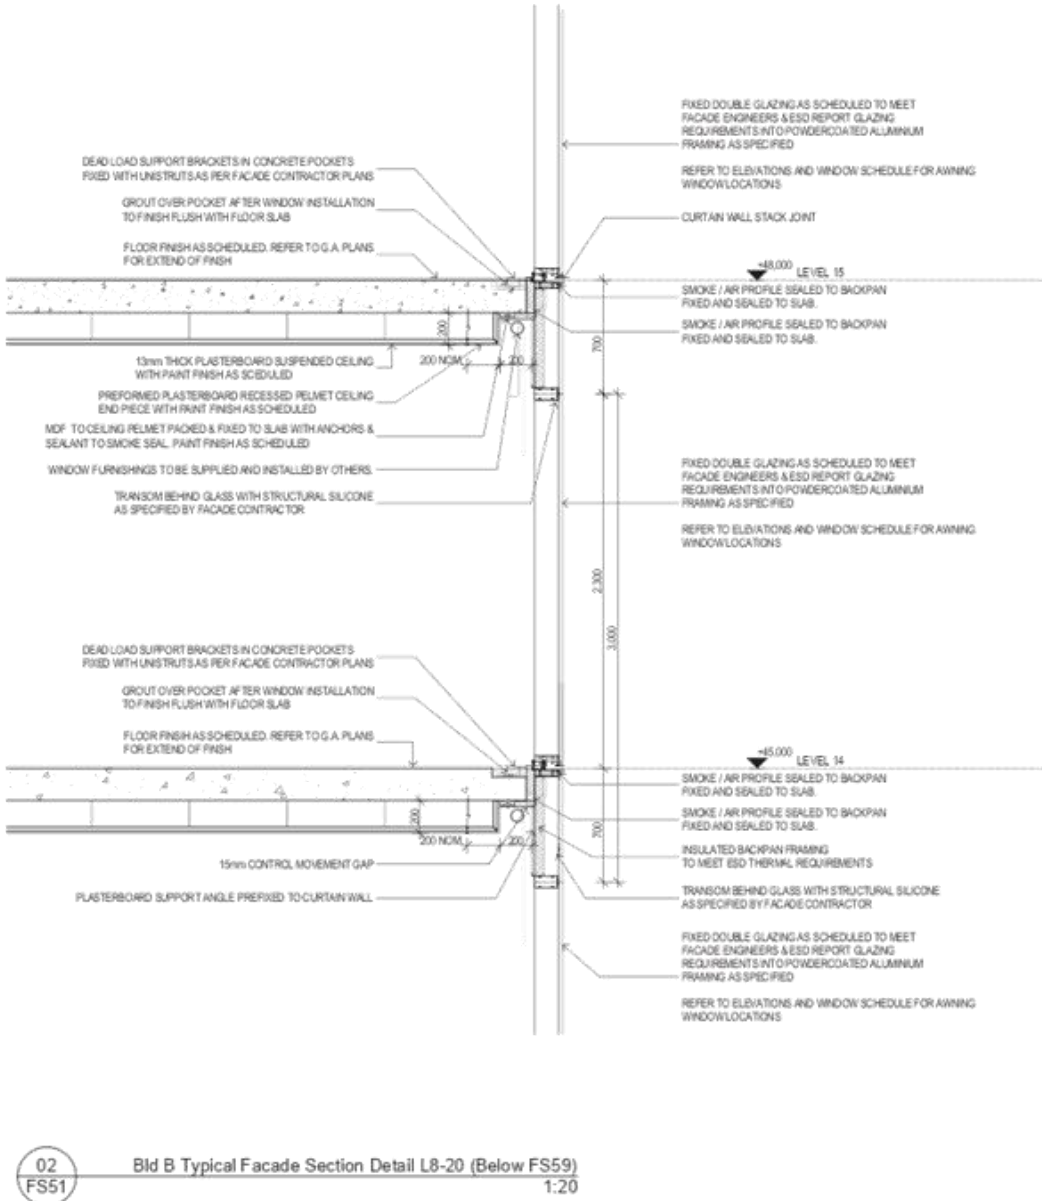 FIXED DOUBLE GLAZING AS SCHEDULED TO MEET
FACADE ENGINEERS & ESD REPORT GLAZING
REQUIREMENTS INTO POWDERCOATED ALUMINIUM
FRAMING AS SPECIFIED
REFER TO ELEVATIONS AND WINDOW SCHEDULE FOR AWNING
WINDOW LOCATIONS
DEAD LOAD SUPPORT BRACKETS IN CONCRETE POCKETS
FIXED WITH UNISTRUTS AS PER FACADE CONTRACTOR PLANS
GROUT OVER POCKET AFTER WINDOW INSTALLATION
TO FINISH FLUSH WITH FLOOR SLAB
CURTAIN WALL STACK JOINT
FLOOR FINISH AS SCHEDULED. REFER TO G.A. PLANS
FOR EXTEND OF FINISH
+48,000
LEVEL 15
SMOKE / AIR PROFILE SEALED TO BACKPAN
FIXED AND SEALED TO SLAB.
SMOKE / AIR PROFILE SEALED TO BACKPAN
FIXED AND SEALED TO SLAB.
200
700
200 NOM.
200
13mm THICK PLASTERBOARD SUSPENDED CEILING
WITH PAINT FINISH AS SCEDULED
PREFORMED PLASTERBOARD RECESSED PELMET CEILING
END PIECE WITH PAINT FINISH AS SCHEDULED
MDF TO CEILING PELMET PACKED & FIXED TO SLAB WITH ANCHORS &
SEALANT TO SMOKE SEAL. PAINT FINISH AS SCHEDULED
WINDOW FURNISHINGS TO BE SUPPLIED AND INSTALLED BY OTHERS.
TRANSOM BEHIND GLASS WITH STRUCTURAL SILICONE
AS SPECIFIED BY FACADE CONTRACTOR
FIXED DOUBLE GLAZING AS SCHEDULED TO MEET
FACADE ENGINEERS & ESD REPORT GLAZING
REQUIREMENTS INTO POWDERCOATED ALUMINIUM
FRAMING AS SPECIFIED
REFER TO ELEVATIONS AND WINDOW SCHEDULE FOR AWNING
WINDOW LOCATIONS
2,300
3,000
DEAD LOAD SUPPORT BRACKETS IN CONCRETE POCKETS
FIXED WITH UNISTRUTS AS PER FACADE CONTRACTOR PLANS
GROUT OVER POCKET AFTER WINDOW INSTALLATION
TO FINISH FLUSH WITH FLOOR SLAB
FLOOR FINISH AS SCHEDULED. REFER TO G.A. PLANS
FOR EXTEND OF FINISH
+45,000
LEVEL 14
SMOKE / AIR PROFILE SEALED TO BACKPAN
FIXED AND SEALED TO SLAB.
SMOKE / AIR PROFILE SEALED TO BACKPAN
FIXED AND SEALED TO SLAB.
200
700
200 NOM.
200
INSULATED BACKPAN FRAMING
TO MEET ESD THERMAL REQUIREMENTS
15mm CONTROL MOVEMENT GAP
PLASTERBOARD SUPPORT ANGLE PREFIXED TO CURTAIN WALL
TRANSOM BEHIND GLASS WITH STRUCTURAL SILICONE
AS SPECIFIED BY FACADE CONTRACTOR
FIXED DOUBLE GLAZING AS SCHEDULED TO MEET
FACADE ENGINEERS & ESD REPORT GLAZING
REQUIREMENTS INTO POWDERCOATED ALUMINIUM
FRAMING AS SPECIFIED
REFER TO ELEVATIONS AND WINDOW SCHEDULE FOR AWNING
WINDOW LOCATIONS
02
FS51
Bld B Typical Facade Section Detail L8-20 (Below FS59)
1:20